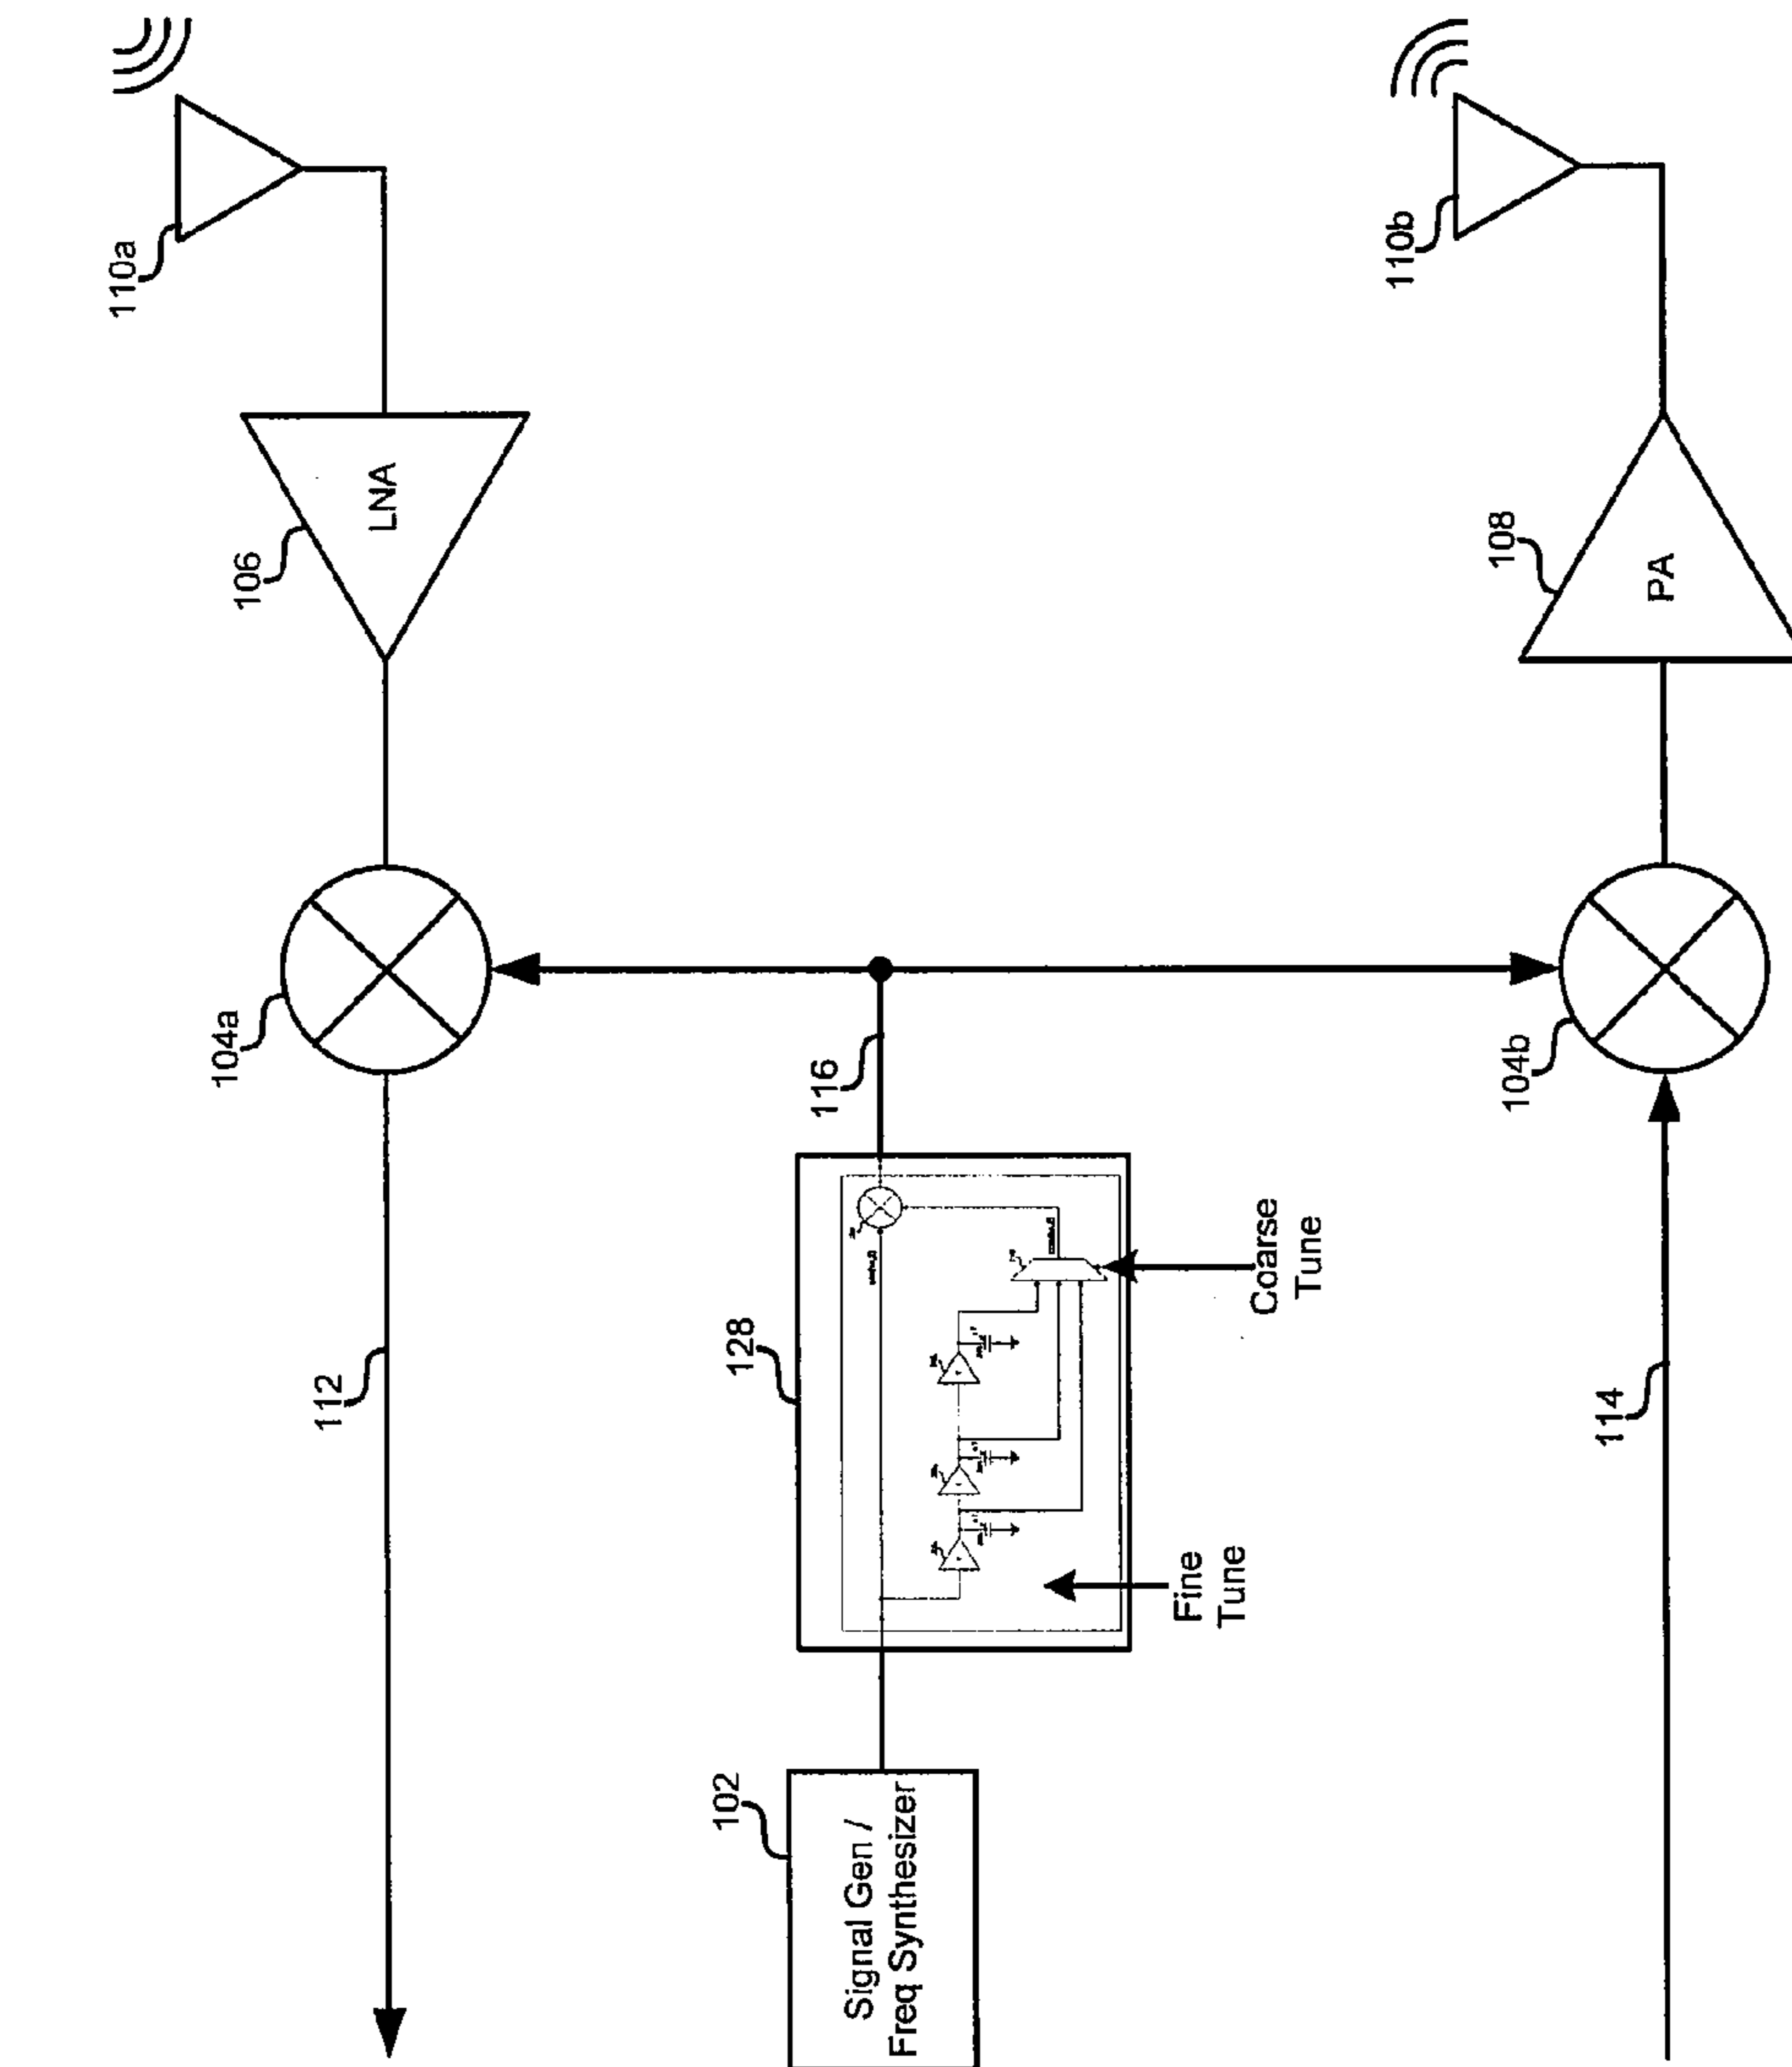 110a
106
LNA
104a
112
102
Signal Gen /
Freq Synthesizer
128
116
Fine
Tune
Coarse
Tune
114
104b
108
PA
110b